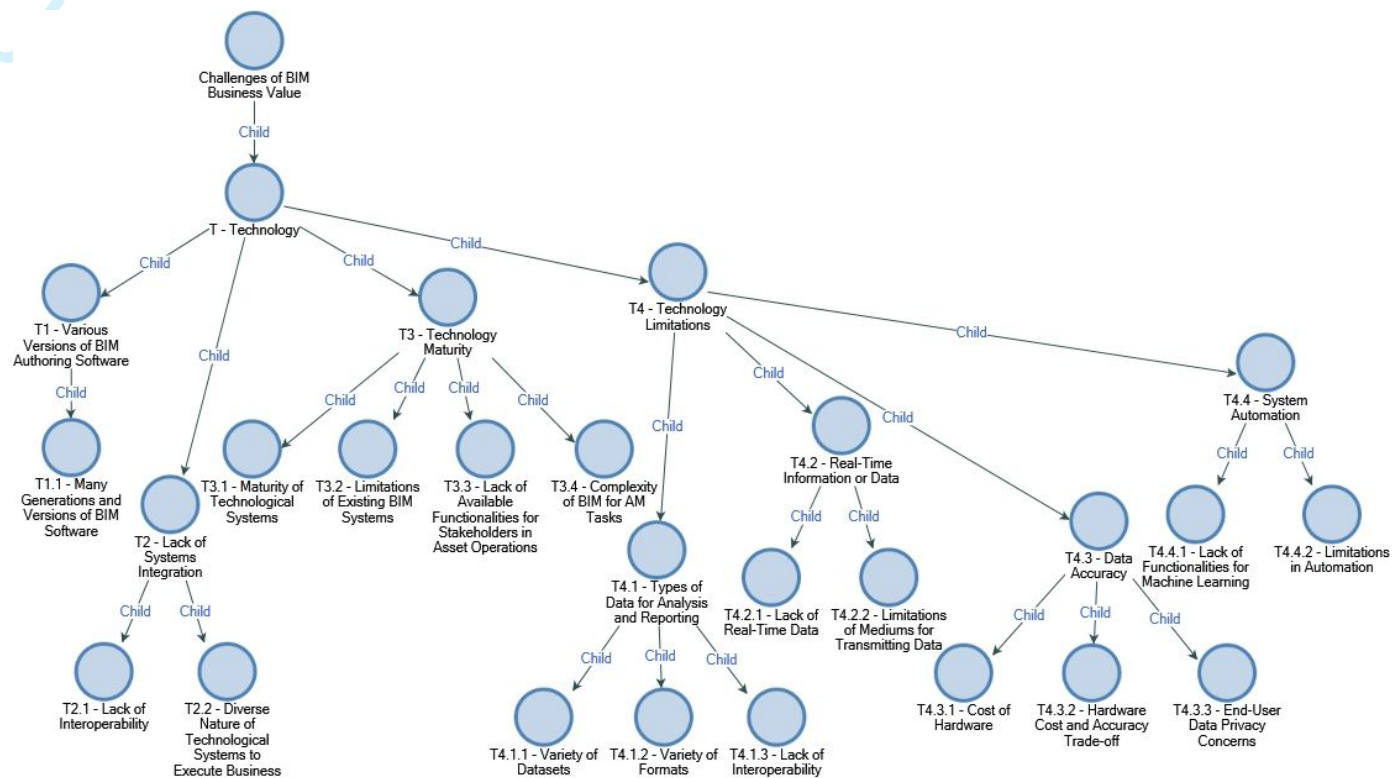 Challenges of BIM
Business Value
Child
T - Technology
Child
Child
Child
Child
T1 - Various
Versions of BIM
Authoring Software
Child
T1.1 - Many
Generations and
Versions of BIM
Software
T2 - Lack of
Systems
Integration
Child
Child
T2.1 - Lack of
Interoperability
T2.2 - Diverse
Nature of
Technological
Systems to
Execute Business
T3 - Technology
Maturity
Child
Child
Child
Child
T3.1 - Maturity of
Technological
Systems
T3.2 - Limitations
of Existing BIM
Systems
T3.3 - Lack of
Available
Functionalities for
Stakeholders in
Asset Operations
T3.4 - Complexity
of BIM for AM
Tasks
T4 - Technology
Limitations
Child
Child
Child
Child
T4.1 - Types of
Data for Analysis
and Reporting
Child
Child
Child
T4.1.1 - Variety of
Datasets
T4.1.2 - Variety of
Formats
T4.1.3 - Lack of
Interoperability
T4.2 - Real-Time
Information or Data
Child
Child
T4.2.1 - Lack of
Real-Time Data
T4.2.2 - Limitations
of Mediums for
Transmitting Data
T4.3 - Data
Accuracy
Child
Child
Child
T4.3.1 - Cost of
Hardware
T4.3.2 - Hardware
Cost and Accuracy
Trade-off
T4.3.3 - End-User
Data Privacy
Concerns
T4.4 - System
Automation
Child
Child
T4.4.1 - Lack of
Functionalities for
Machine Learning
T4.4.2 - Limitations
in Automation